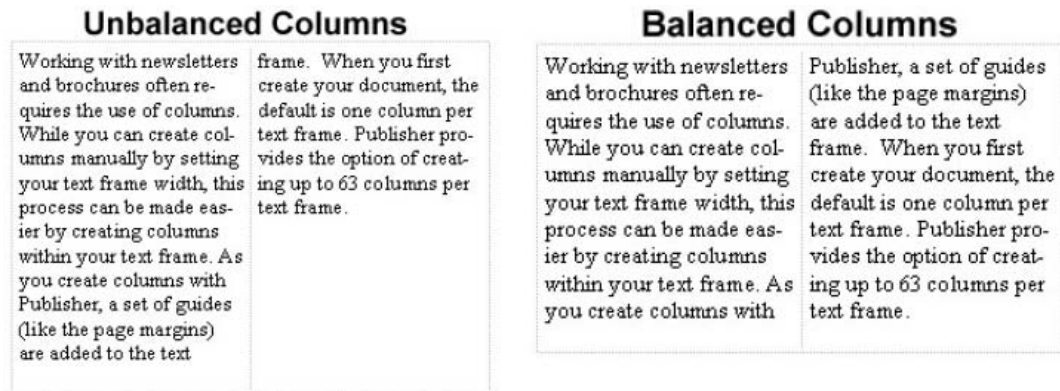 Unbalanced Columns
Working with newsletters
and brochures often re-
quires the use of columns.
While you can create col-
umns manually by setting
your text frame width, this
process can be made eas-
ier by creating columns
within your text frame. As
you create columns with
Publisher, a set of guides
(like the page margins)
are added to the text
frame.  When you first
create your document, the
default is one column per
text frame. Publisher pro-
vides the option of creat-
ing up to 63 columns per
text frame.
Balanced Columns
Working with newsletters
and brochures often re-
quires the use of columns.
While you can create col-
umns manually by setting
your text frame width, this
process can be made eas-
ier by creating columns
within your text frame. As
you create columns with
Publisher, a set of guides
(like the page margins)
are added to the text
frame.  When you first
create your document, the
default is one column per
text frame. Publisher pro-
vides the option of creat-
ing up to 63 columns per
text frame.